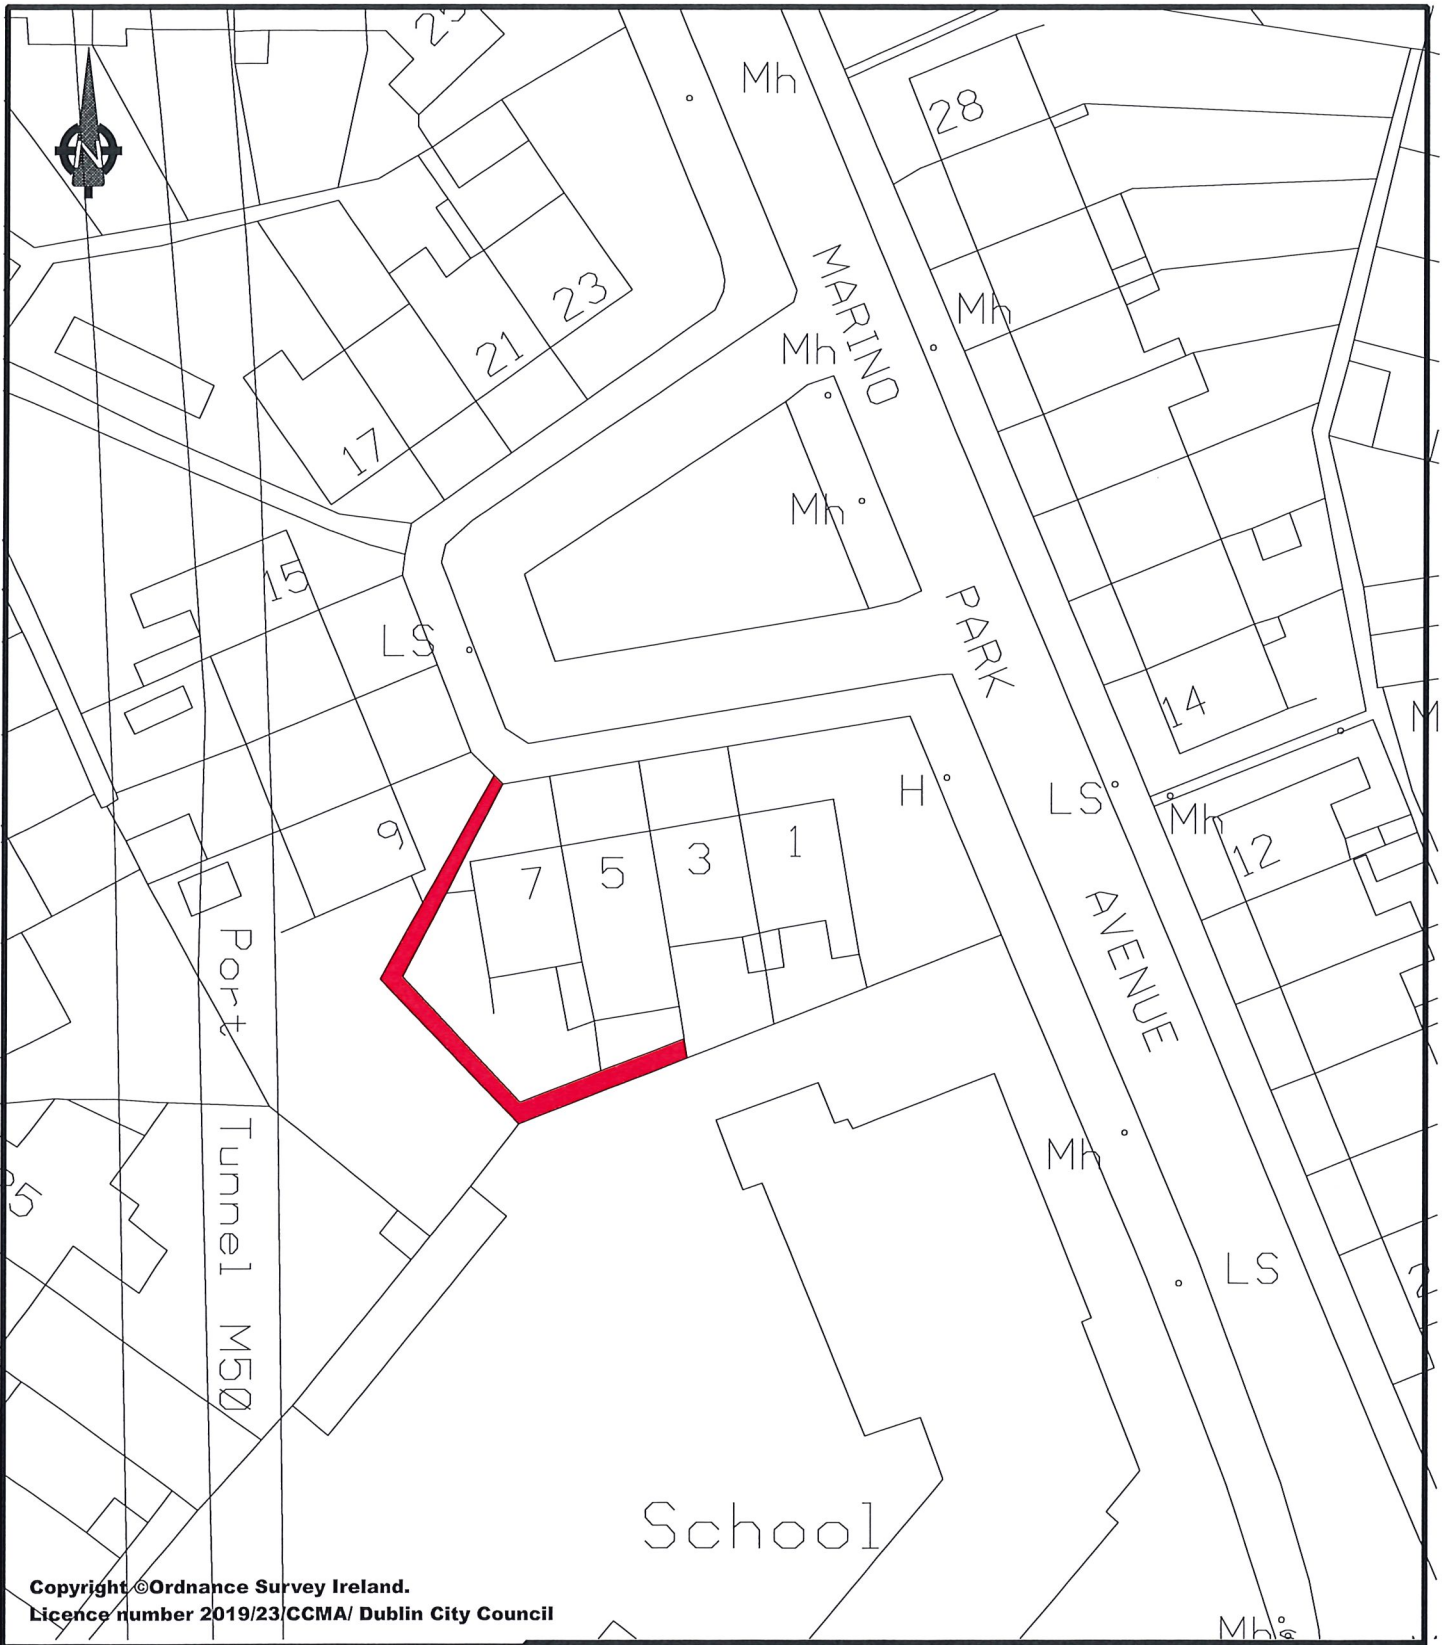 N
Mh
28
23
21
17
MARINO
Mh
Mh
Mh
15
LS
PARK
14
H
LS
Mh
12
9
7
5
3
1
AVENUE
Port Tunnel M50
Mh
LS
School
Mh
Copyright ©Ordnance Survey Ireland.
Licence number 2019/23/CCMA/ Dublin City Council